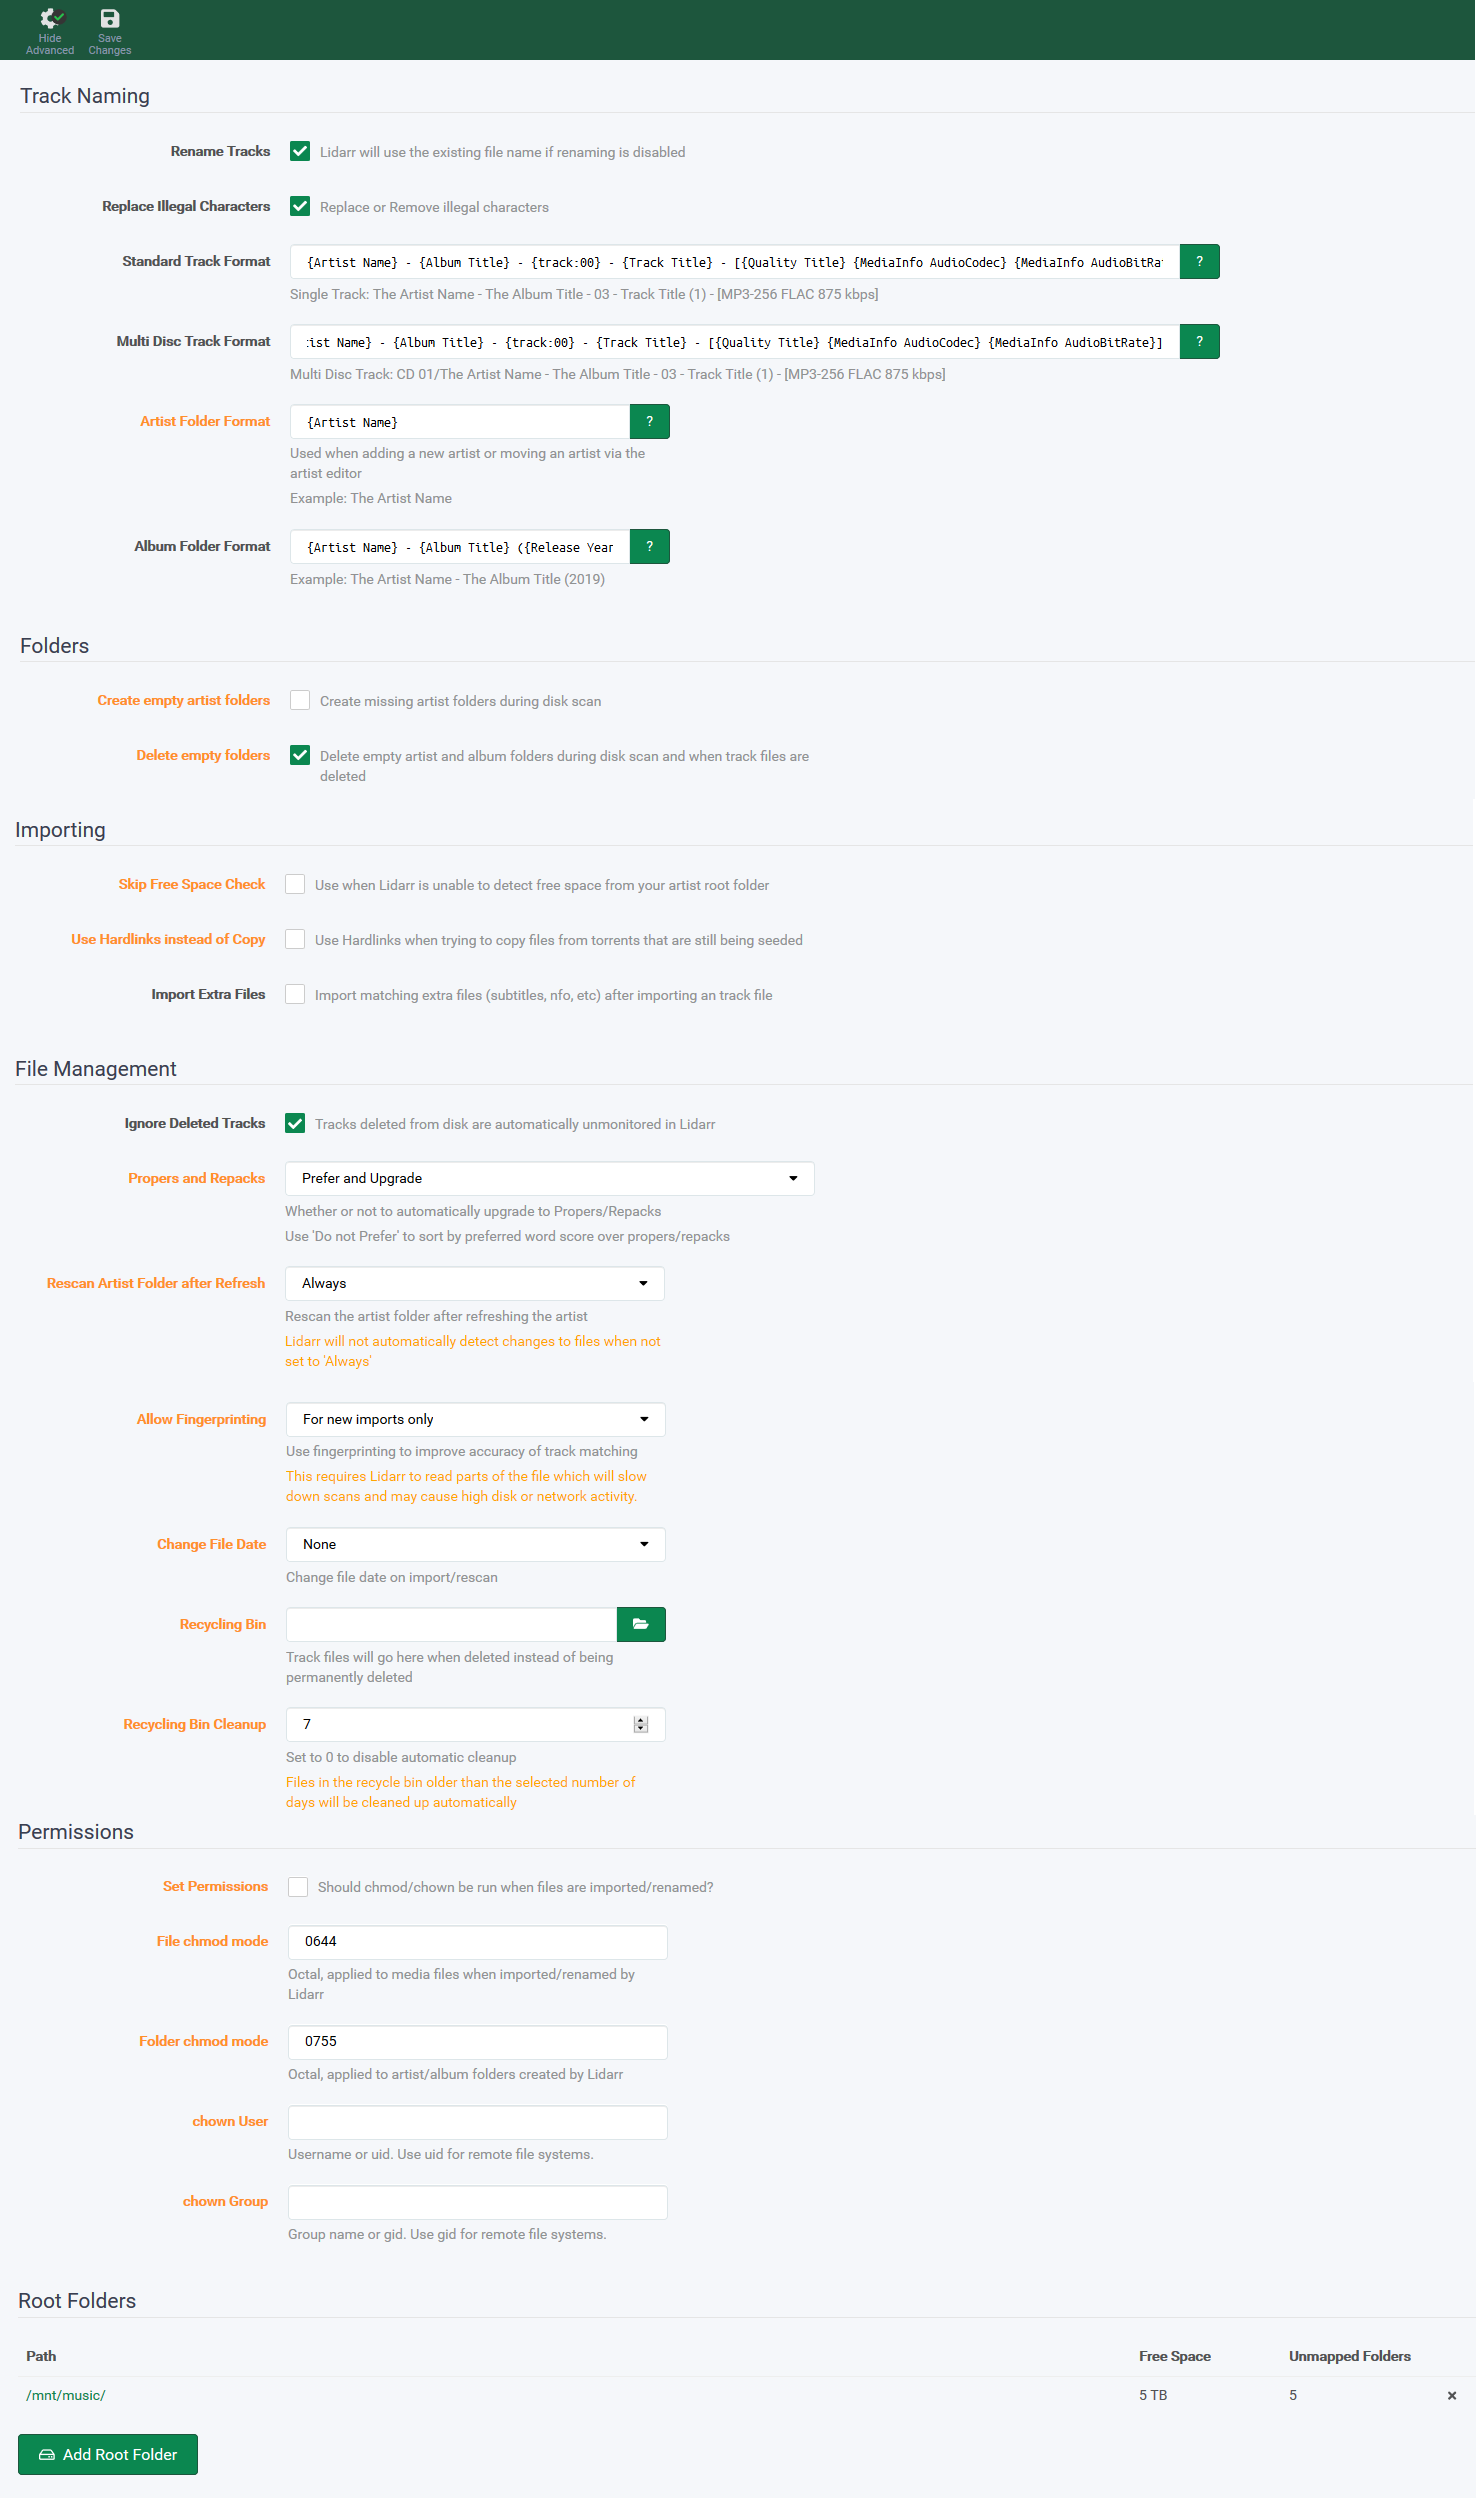 Hide Advanced
Save Changes
Track Naming
Rename Tracks
Lidarr will use the existing file name if renaming is disabled
Replace Illegal Characters
Replace or Remove illegal characters
Standard Track Format
{Artist Name} - {Album Title} - {track:00} - {Track Title} - [{Quality Title} {MediaInfo AudioCodec} {MediaInfo AudioBitRa
?
Single Track: The Artist Name - The Album Title - 03 - Track Title (1) - [MP3-256 FLAC 875 kbps]
Multi Disc Track Format
ist Name} - {Album Title} - {track:00} - {Track Title} - [{Quality Title} {MediaInfo AudioCodec} {MediaInfo AudioBitRate}]
?
Multi Disc Track: CD 01/The Artist Name - The Album Title - 03 - Track Title (1) - [MP3-256 FLAC 875 kbps]
Artist Folder Format
{Artist Name}
?
Used when adding a new artist or moving an artist via the
artist editor
Example: The Artist Name
Album Folder Format
{Artist Name} - {Album Title} ({Release Year
?
Example: The Artist Name - The Album Title (2019)
Folders
Create empty artist folders
Create missing artist folders during disk scan
Delete empty folders
Delete empty artist and album folders during disk scan and when track files are
deleted
Importing
Skip Free Space Check
Use when Lidarr is unable to detect free space from your artist root folder
Use Hardlinks instead of Copy
Use Hardlinks when trying to copy files from torrents that are still being seeded
Import Extra Files
Import matching extra files (subtitles, nfo, etc) after importing an track file
File Management
Ignore Deleted Tracks
Tracks deleted from disk are automatically unmonitored in Lidarr
Propers and Repacks
Prefer and Upgrade
Whether or not to automatically upgrade to Propers/Repacks
Use 'Do not Prefer' to sort by preferred word score over propers/repacks
Rescan Artist Folder after Refresh
Always
Rescan the artist folder after refreshing the artist
Lidarr will not automatically detect changes to files when not
set to 'Always'
Allow Fingerprinting
For new imports only
Use fingerprinting to improve accuracy of track matching
This requires Lidarr to read parts of the file which will slow
down scans and may cause high disk or network activity.
Change File Date
None
Change file date on import/rescan
Recycling Bin
Track files will go here when deleted instead of being
permanently deleted
Recycling Bin Cleanup
7
Set to 0 to disable automatic cleanup
Files in the recycle bin older than the selected number of
days will be cleaned up automatically
Permissions
Set Permissions
Should chmod/chown be run when files are imported/renamed?
File chmod mode
0644
Octal, applied to media files when imported/renamed by
Lidarr
Folder chmod mode
0755
Octal, applied to artist/album folders created by Lidarr
chown User
Username or uid. Use uid for remote file systems.
chown Group
Group name or gid. Use gid for remote file systems.
Root Folders
Path
Free Space
Unmapped Folders
/mnt/music/
5 TB
5
Add Root Folder